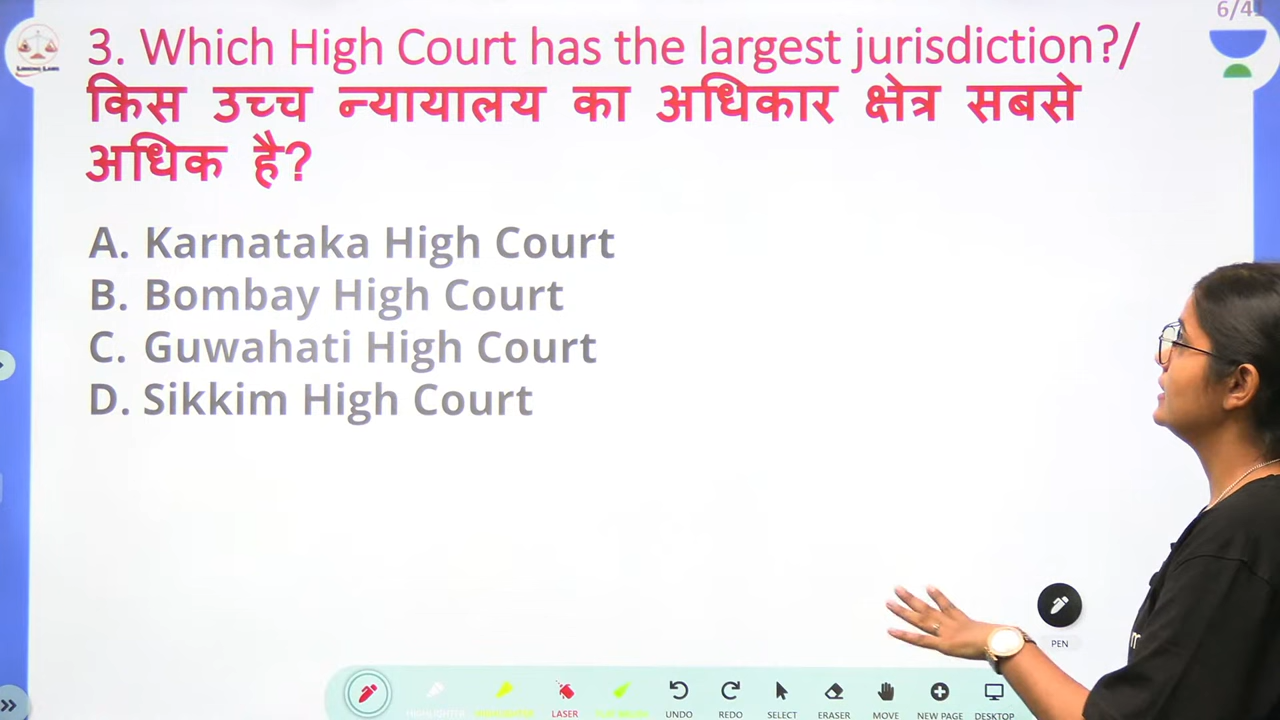 6/41
3. Which High Court has the largest jurisdiction?/
किस उच्च न्यायालय का अधिकार क्षेत्र सबसे
अधिक है?
A. Karnataka High Court
B. Bombay High Court
C. Guwahati High Court
D. Sikkim High Court
PEN
HIGHLIGHTER
LASER
UNDO
REDO
SELECT
ERASER
MOVE
NEW PAGE
DESKTOP